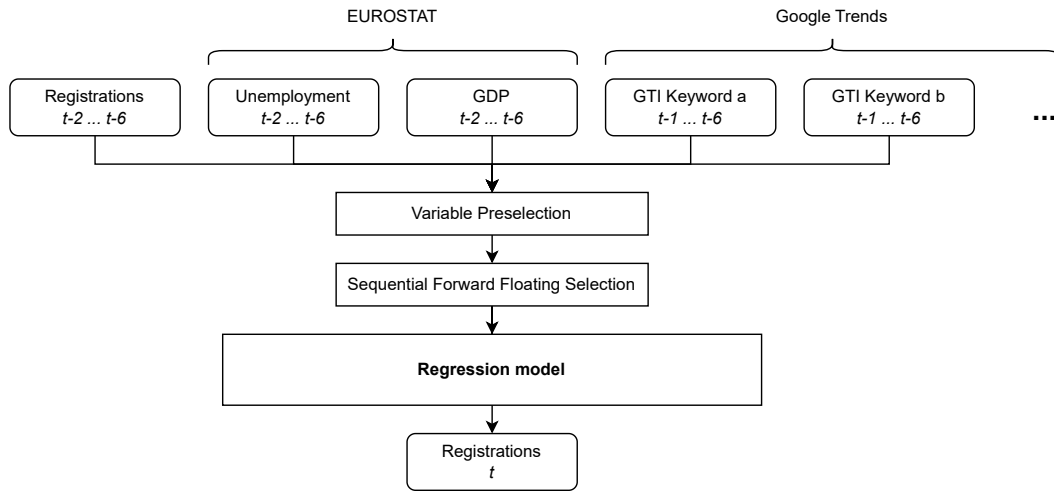 EUROSTAT
Google Trends
Registrations
t-2 ... t-6
Unemployment
t-2 ... t-6
GDP
t-2 ... t-6
GTI Keyword a
t-1 ... t-6
GTI Keyword b
t-1 ... t-6
...
Variable Preselection
Sequential Forward Floating Selection
Regression model
Registrations
t